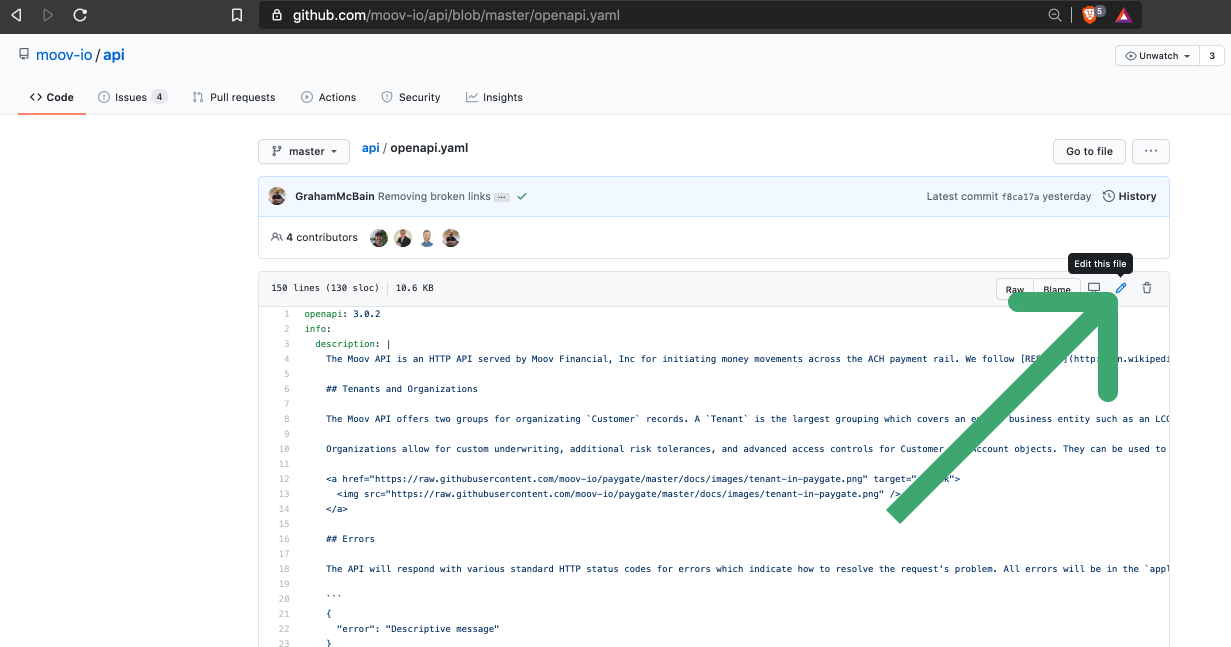 github.com/moov-io/api/blob/master/openapi.yaml 5
moov-io / api Unwatch 3
Code Issues 4 Pull requests Actions Security Insights
master api / openapi.yaml Go to file ...
GrahamMcBain Removing broken links ... Latest commit f8ca17a yesterday History
4 contributors
Edit this file
150 lines (130 sloc) 10.6 KB Raw Blame
1 openapi: 3.0.2
2 info:
3 description: |
4 The Moov API is an HTTP API served by Moov Financial, Inc for initiating money movements across the ACH payment rail. We follow
5
6 ## Tenants and Organizations
7
8 The Moov API offers two groups for organizating `Customer` records. A `Tenant` is the largest grouping which covers an business entity such as an LCC
9
10 Organizations allow for custom underwriting, additional risk tolerances, and advanced access controls for Customer Account objects. They can be used to
11
12 <a href="https://raw.githubusercontent.com/moov-io/paygate/master/docs/images/tenant-in-paygate.png" target="
13 <img src="https://raw.githubusercontent.com/moov-io/paygate/master/docs/images/tenant-in-paygate.png" />
14 </a>
15
16 ## Errors
17
18 The API will respond with various standard HTTP status codes for errors which indicate how to resolve the request's problem. All errors will be in the `appl
19
20 ```
21 {
22 "error": "Descriptive message"
23 }